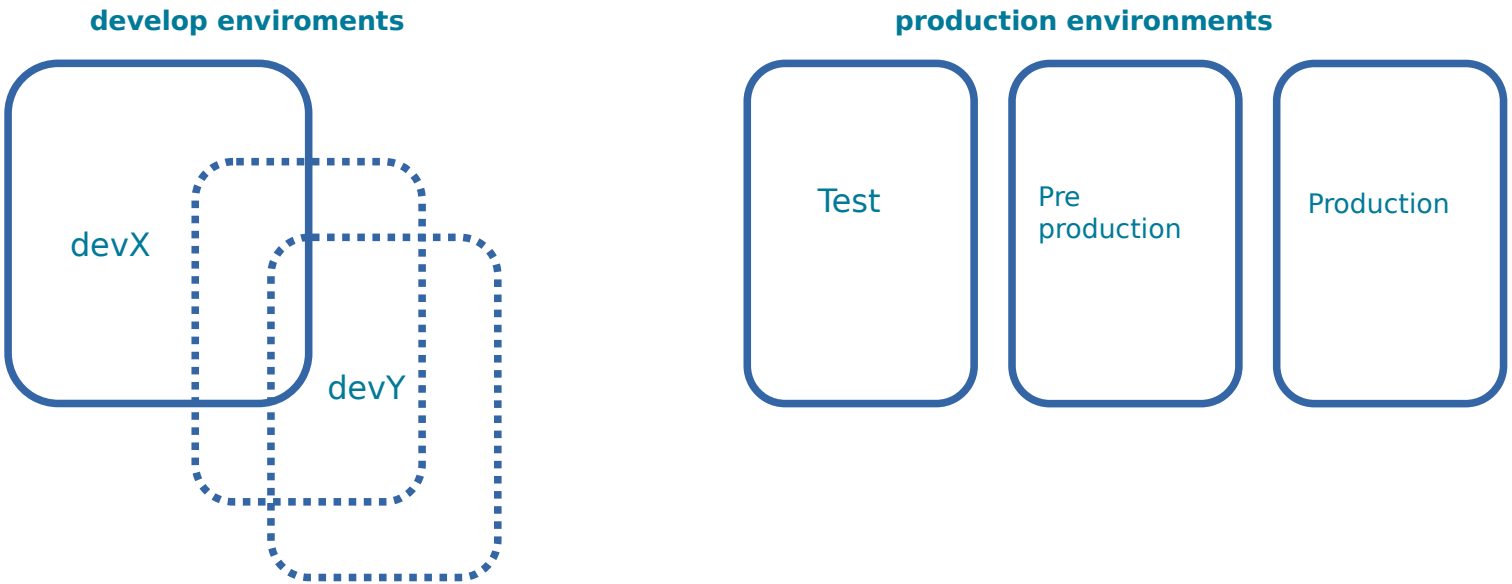 develop enviroments
production environments
devX
devY
Test
Pre
production
Production